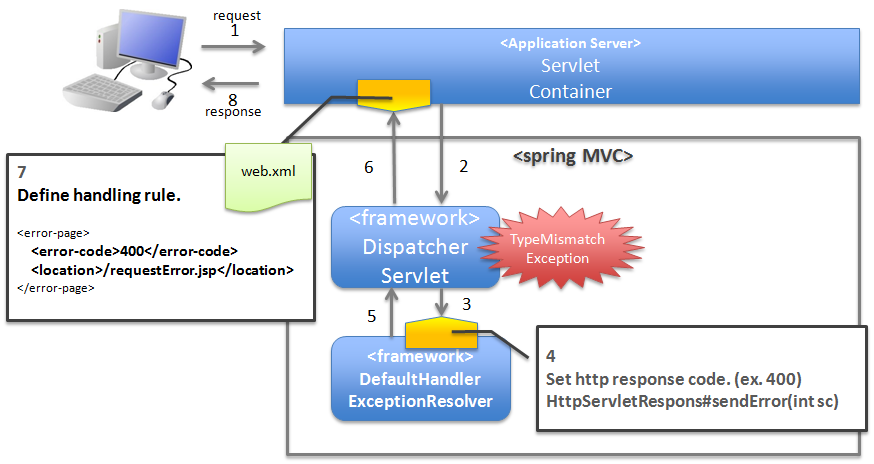 request
1
8
response
<Application Server>
Servlet
Container
<spring MVC>
6
2
web.xml
7
Define handling rule.
<error-page>
<error-code>400</error-code>
<location>/requestError.jsp</location>
</error-page>
<framework>
Dispatcher
Servlet
TypeMismatch
Exception
5
3
<framework>
DefaultHandler
ExceptionResolver
4
Set http response code. (ex. 400)
HttpServletRespons#sendError(int sc)